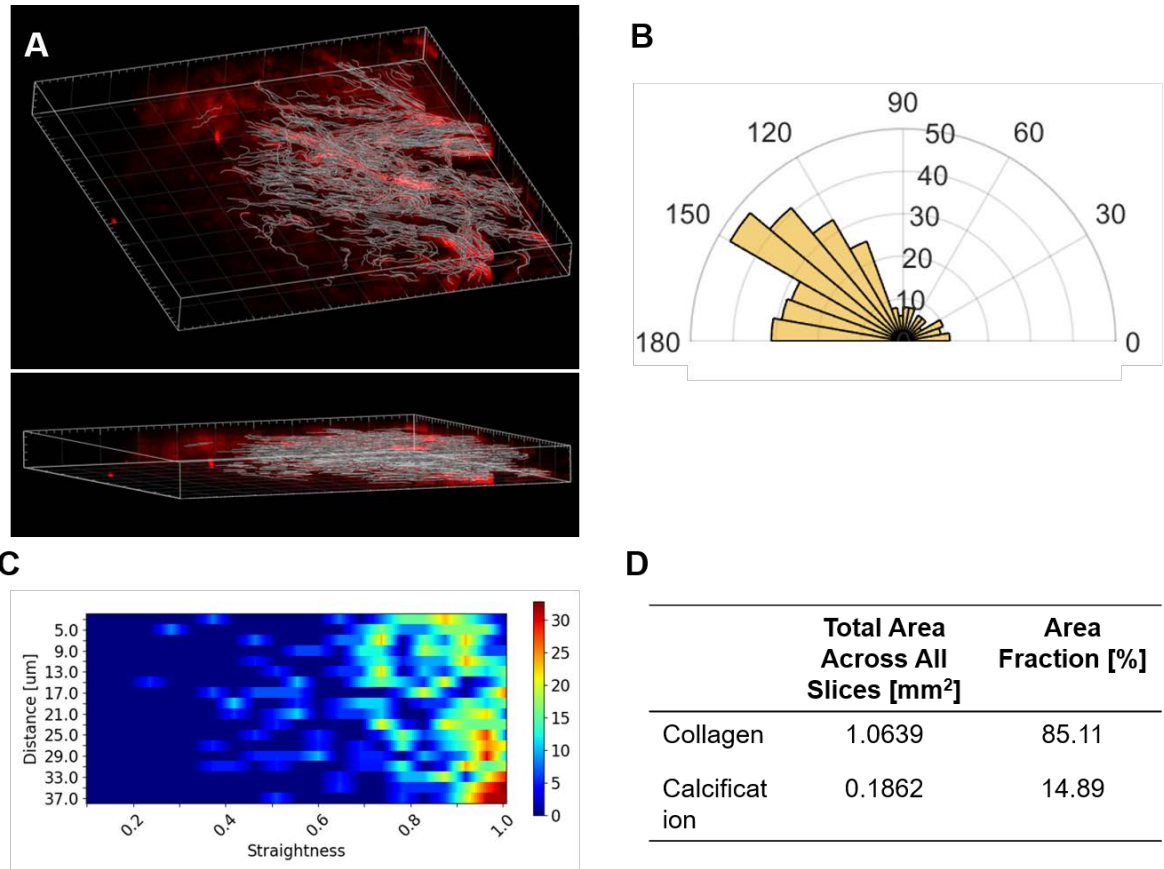 A
B
90
120
50
60
40
150
30
30
20
10
180
0
0
C
D
5.0
9.0
13.0
17.0
21.0
25.0
29.0
33.0
37.0
Distance [um]
0.2
0.4
0.6
0.8
1.0
Straightness
30
25
20
15
10
5
0
Total Area Area
Across All Fraction [%]
Slices [mm²]
Collagen 1.0639 85.11
Calcificat 0.1862 14.89
ion